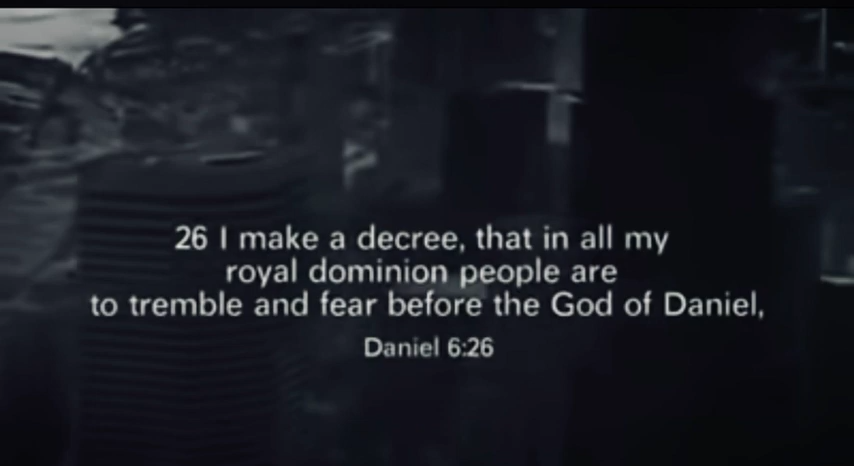 26 I make a decree, that in all my
royal dominion people are
to tremble and fear before the God of Daniel,
Daniel 6:26